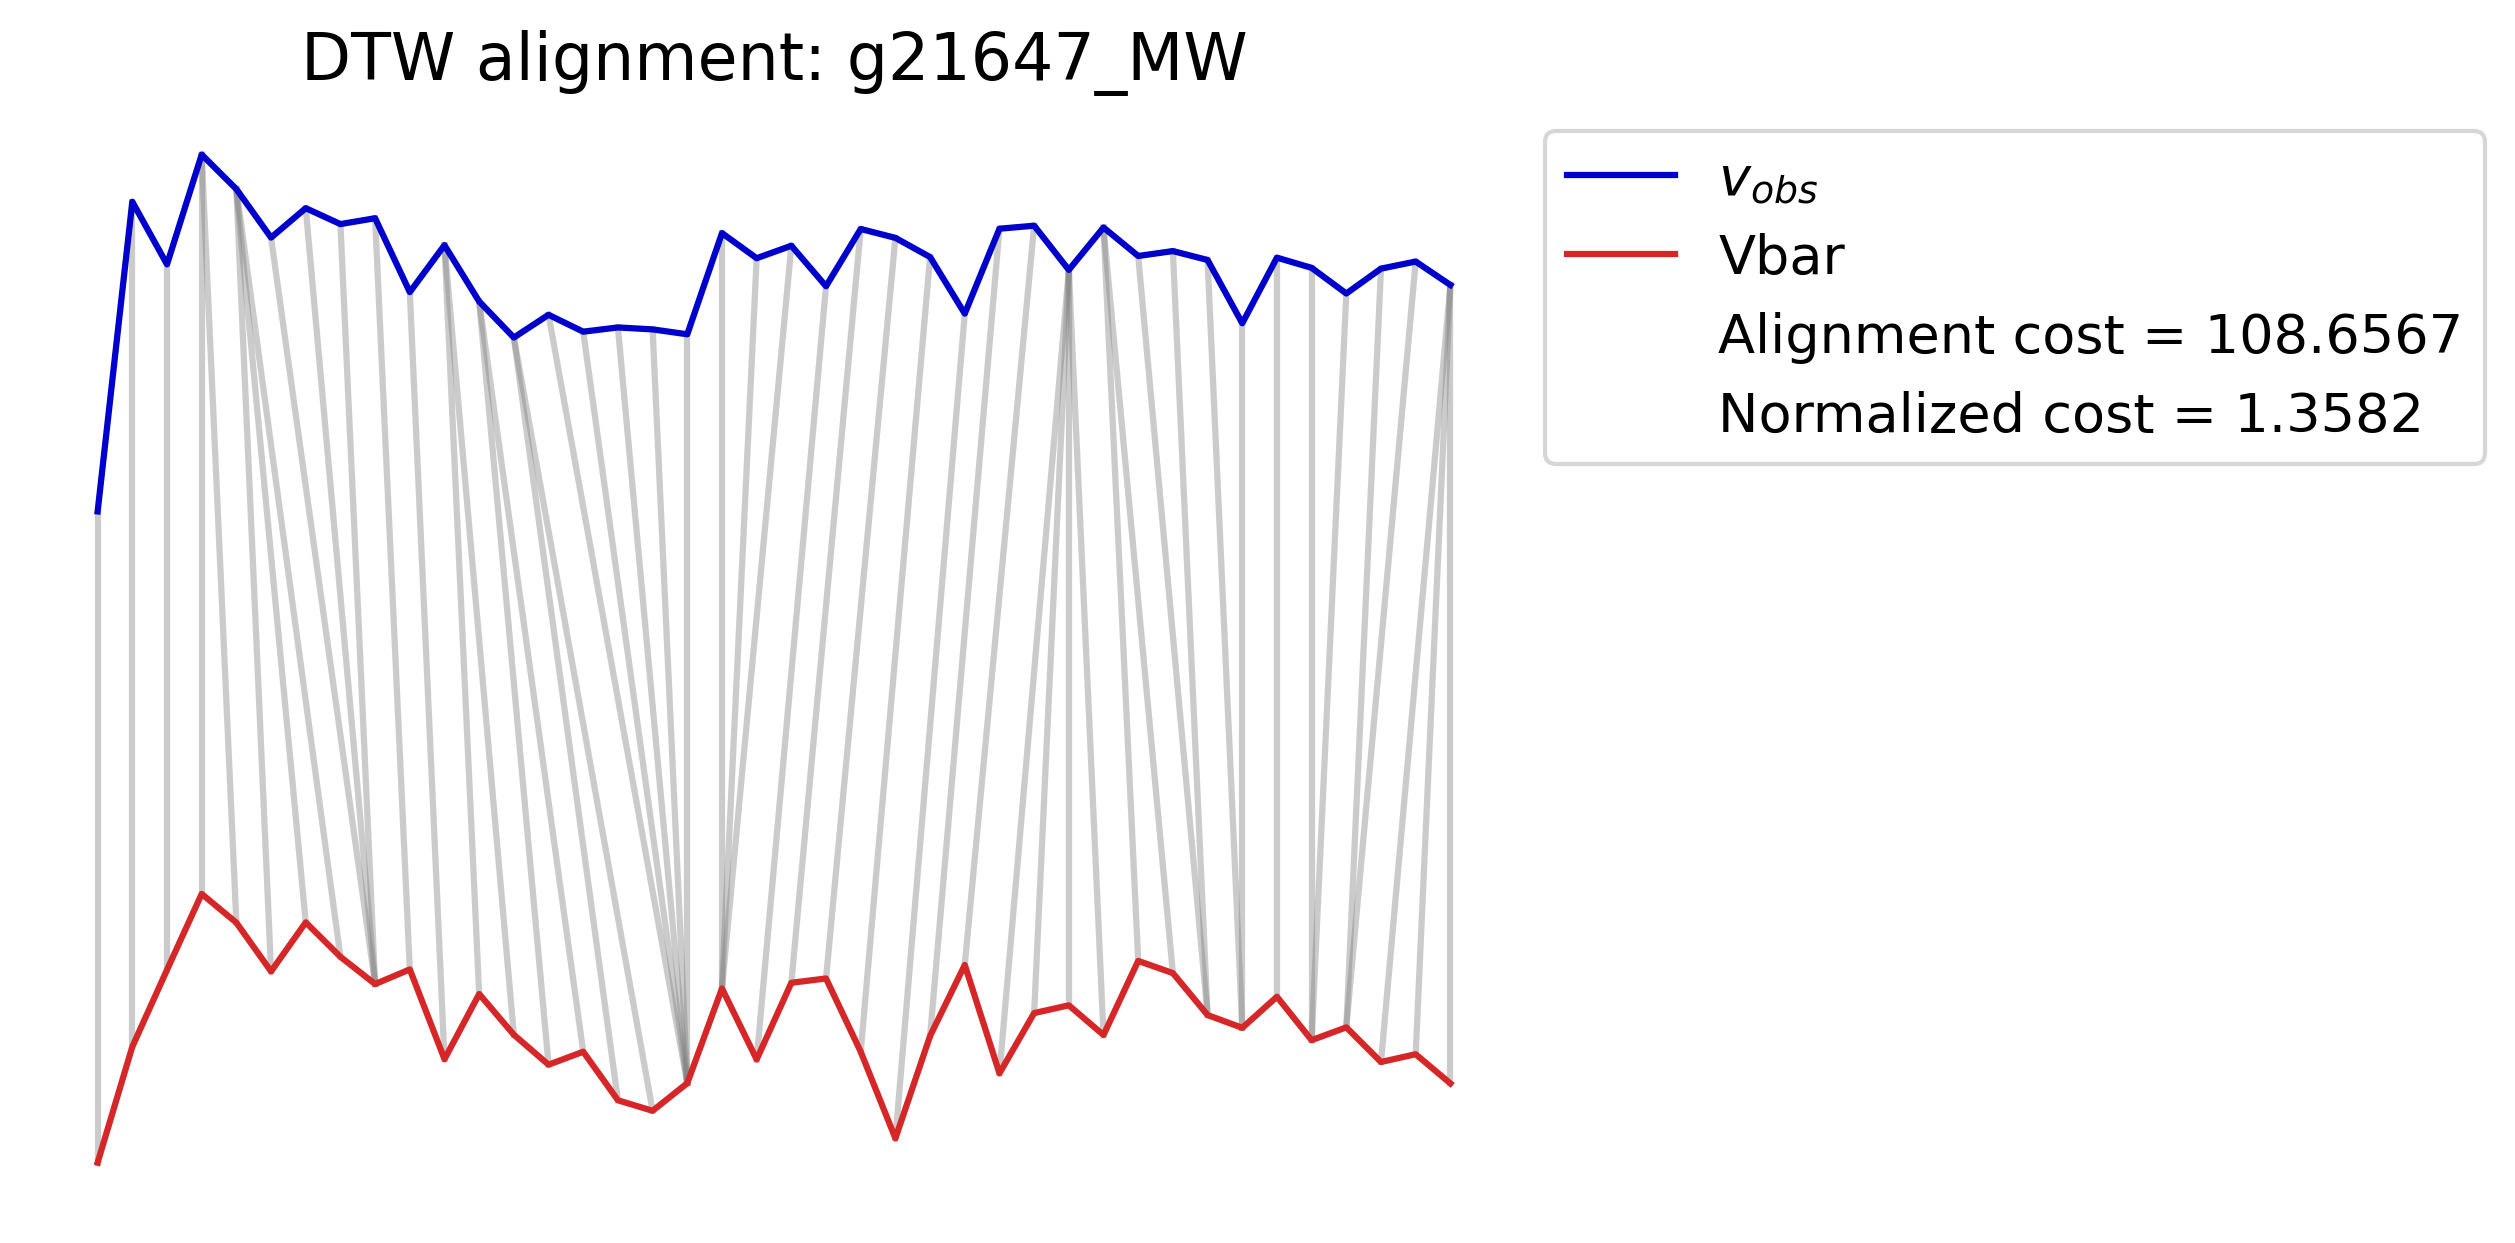 DTW alignment: g21647_MW
v_obs
Vbar
Alignment cost = 108.6567
Normalized cost = 1.3582